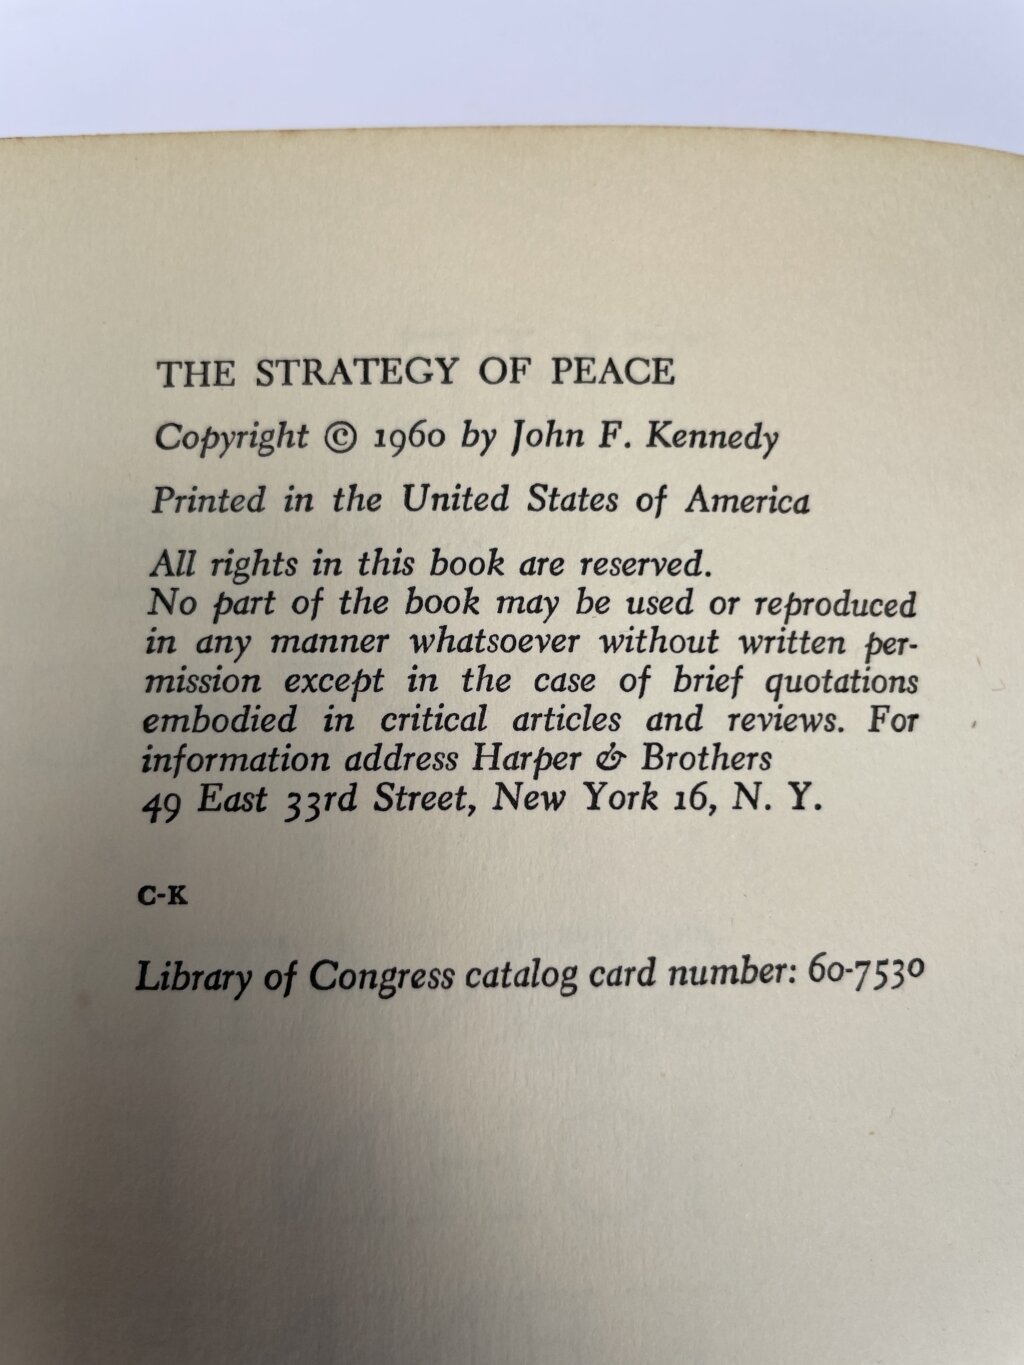 THE STRATEGY OF PEACE
Copyright © 1960 by John F. Kennedy
Printed in the United States of America
All rights in this book are reserved.
No part of the book may be used or reproduced
in any manner whatsoever without written per-
mission except in the case of brief quotations
embodied in critical articles and reviews. For
information address Harper & Brothers
49 East 33rd Street, New York 16, N. Y.
C-K
Library of Congress catalog card number: 60-7530